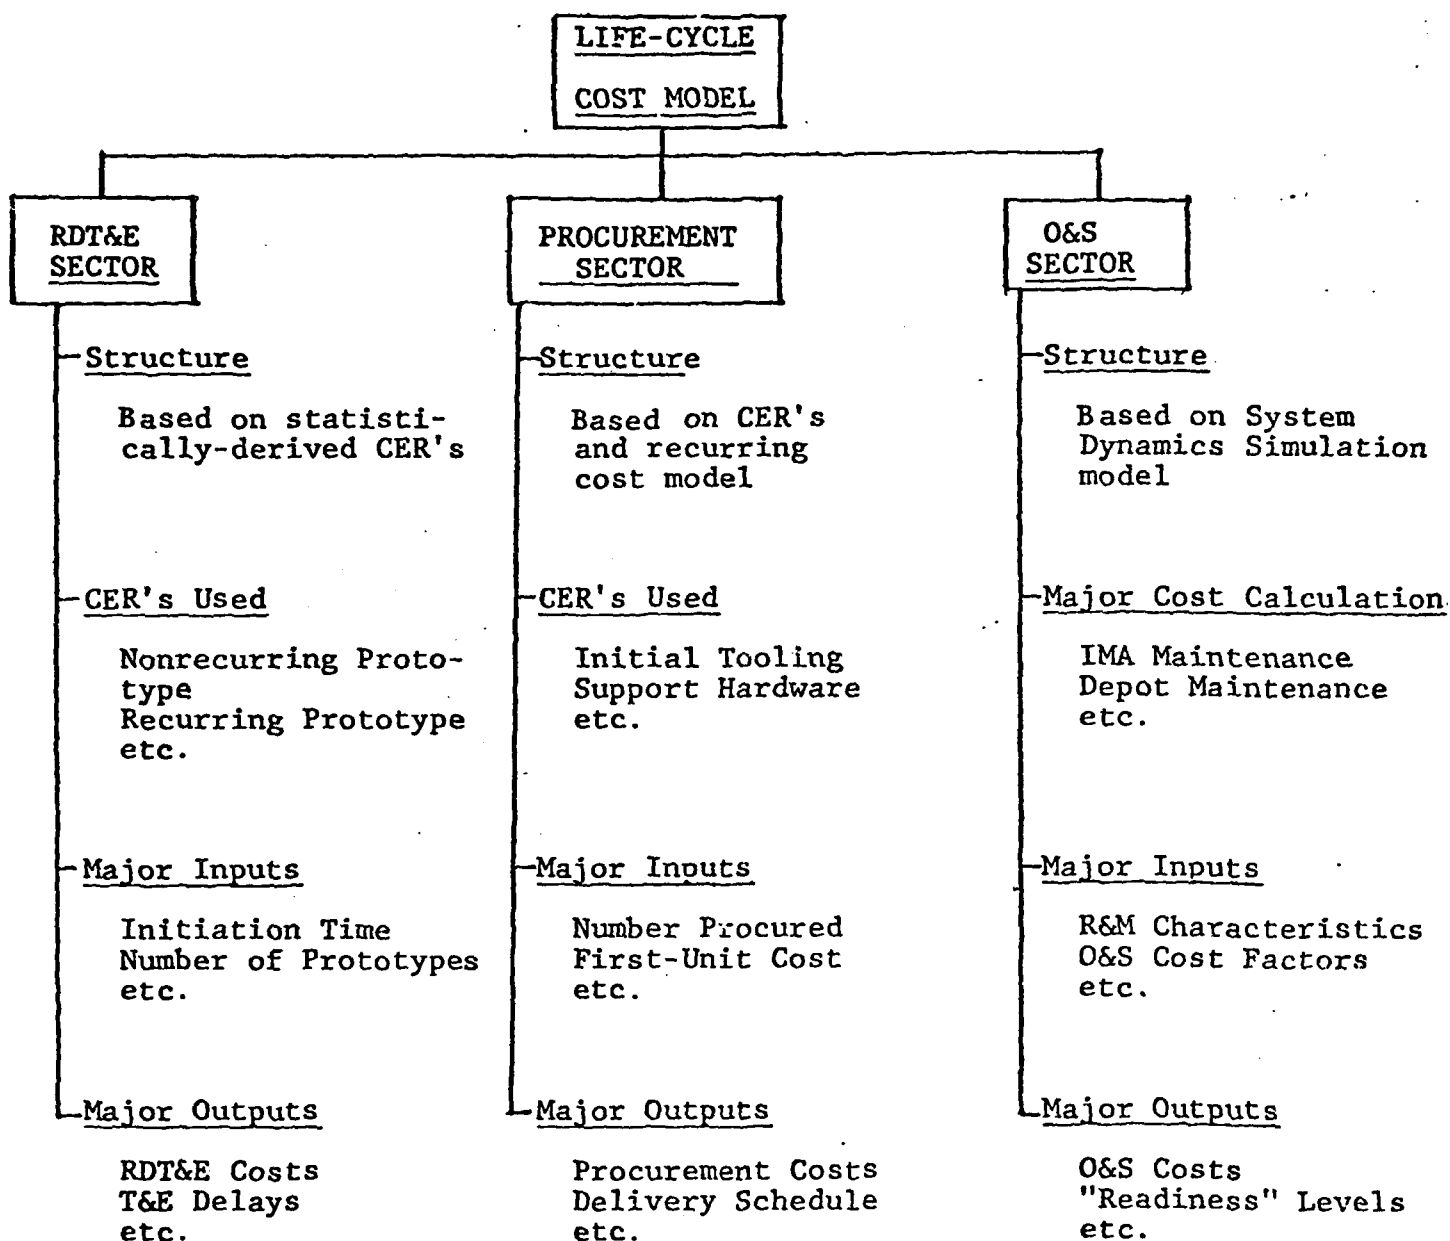 LIFE-CYCLE
COST MODEL
RDT&E
SECTOR
Structure
Based on statisti-
cally-derived CER's
CER's Used
Nonrecurring Proto-
type
Recurring Prototype
etc.
Major Inputs
Initiation Time
Number of Prototypes
etc.
Major Outputs
RDT&E Costs
T&E Delays
etc.
PROCUREMENT
SECTOR
Structure
Based on CER's
and recurring
cost model
CER's Used
Initial Tooling
Support Hardware
etc.
Major Inputs
Number Procured
First-Unit Cost
etc.
Major Outputs
Procurement Costs
Delivery Schedule
etc.
O&S
SECTOR
Structure
Based on System
Dynamics Simulation
model
Major Cost Calculation
IMA Maintenance
Depot Maintenance
etc.
Major Inputs
R&M Characteristics
O&S Cost Factors
etc.
Major Outputs
O&S Costs
"Readiness" Levels
etc.